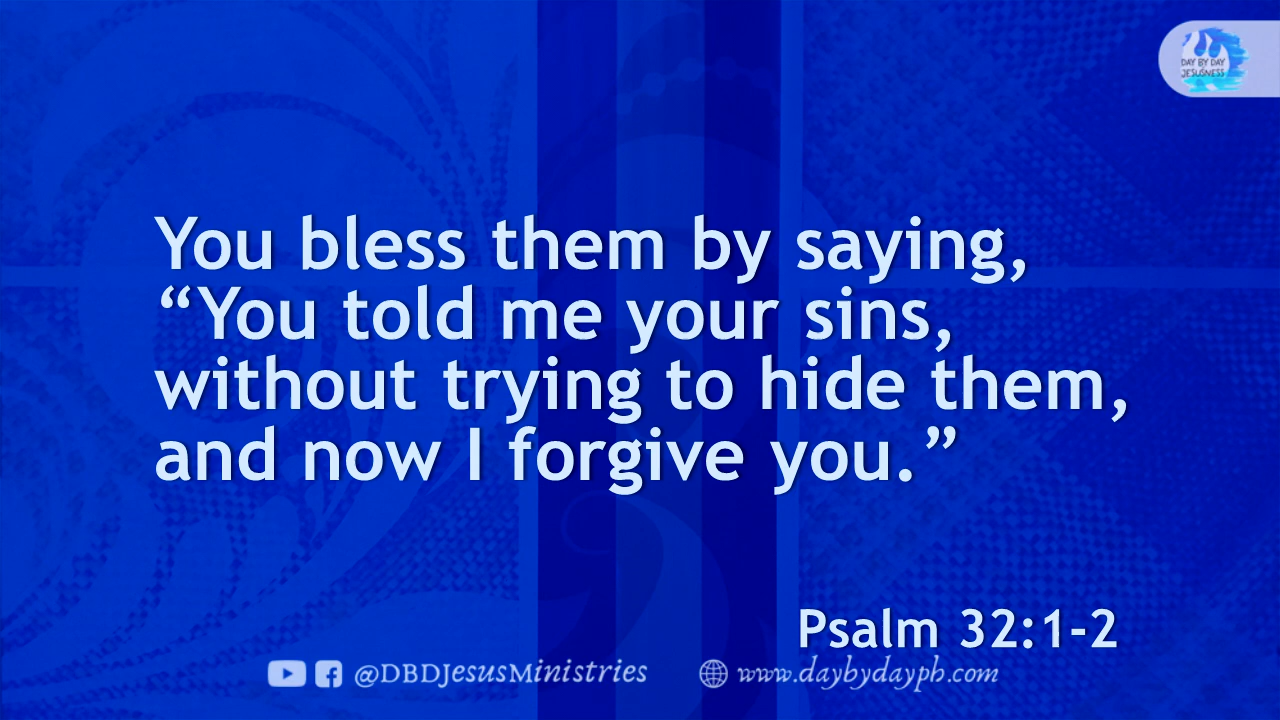 DAY BY DAY
JESUSNESS
You bless them by saying,
“You told me your sins,
without trying to hide them,
and now I forgive you.”
Psalm 32:1-2
@DBDJesusMinistries
www.daybydayph.com